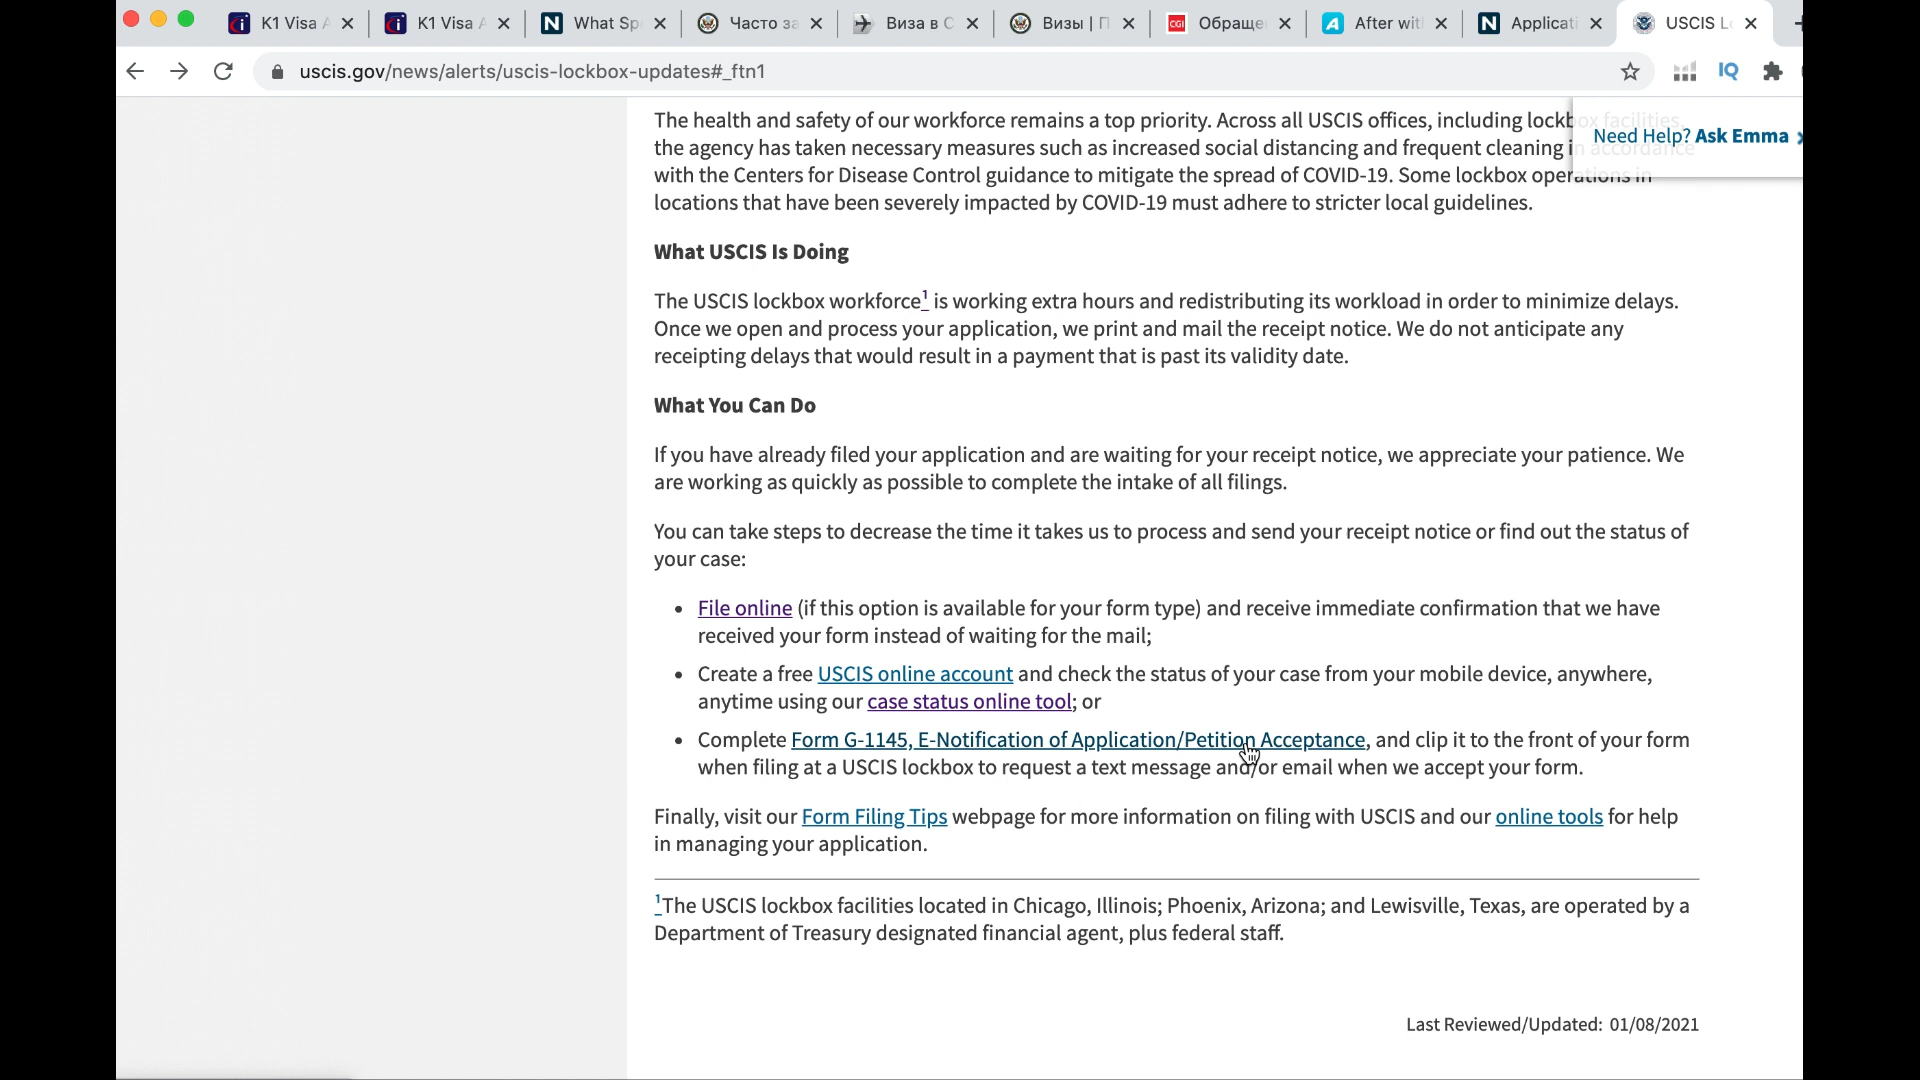 K1 Visa A
K1 Visa A
What Sp
Часто за
Виза в С
Визы | П
CGI
Обраще
After wit
Applicati
USCIS L
uscis.gov/news/alerts/uscis-lockbox-updates#_ftn1
IQ
The health and safety of our workforce remains a top priority. Across all USCIS offices, including lockbox facilities,
the agency has taken necessary measures such as increased social distancing and frequent cleaning in accordance
with the Centers for Disease Control guidance to mitigate the spread of COVID-19. Some lockbox operations in
locations that have been severely impacted by COVID-19 must adhere to stricter local guidelines.
Need Help? Ask Emma
What USCIS Is Doing
The USCIS lockbox workforce1 is working extra hours and redistributing its workload in order to minimize delays.
Once we open and process your application, we print and mail the receipt notice. We do not anticipate any
receipting delays that would result in a payment that is past its validity date.
What You Can Do
If you have already filed your application and are waiting for your receipt notice, we appreciate your patience. We
are working as quickly as possible to complete the intake of all filings.
You can take steps to decrease the time it takes us to process and send your receipt notice or find out the status of
your case:
• File online (if this option is available for your form type) and receive immediate confirmation that we have
received your form instead of waiting for the mail;
• Create a free USCIS online account and check the status of your case from your mobile device, anywhere,
anytime using our case status online tool; or
• Complete Form G-1145, E-Notification of Application/Petition Acceptance, and clip it to the front of your form
when filing at a USCIS lockbox to request a text message and/or email when we accept your form.
Finally, visit our Form Filing Tips webpage for more information on filing with USCIS and our online tools for help
in managing your application.
1The USCIS lockbox facilities located in Chicago, Illinois; Phoenix, Arizona; and Lewisville, Texas, are operated by a
Department of Treasury designated financial agent, plus federal staff.
Last Reviewed/Updated: 01/08/2021